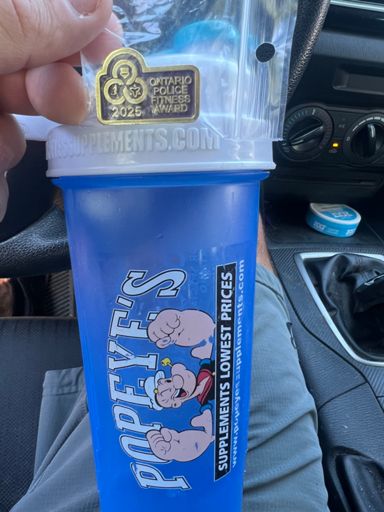 ONTARIO
POLICE
FITNESS
AWARD
2025
SUPPLEMENTS.COM
POPEYE'S
SUPPLEMENTS LOWEST PRICES
www.popeyessupplements.com